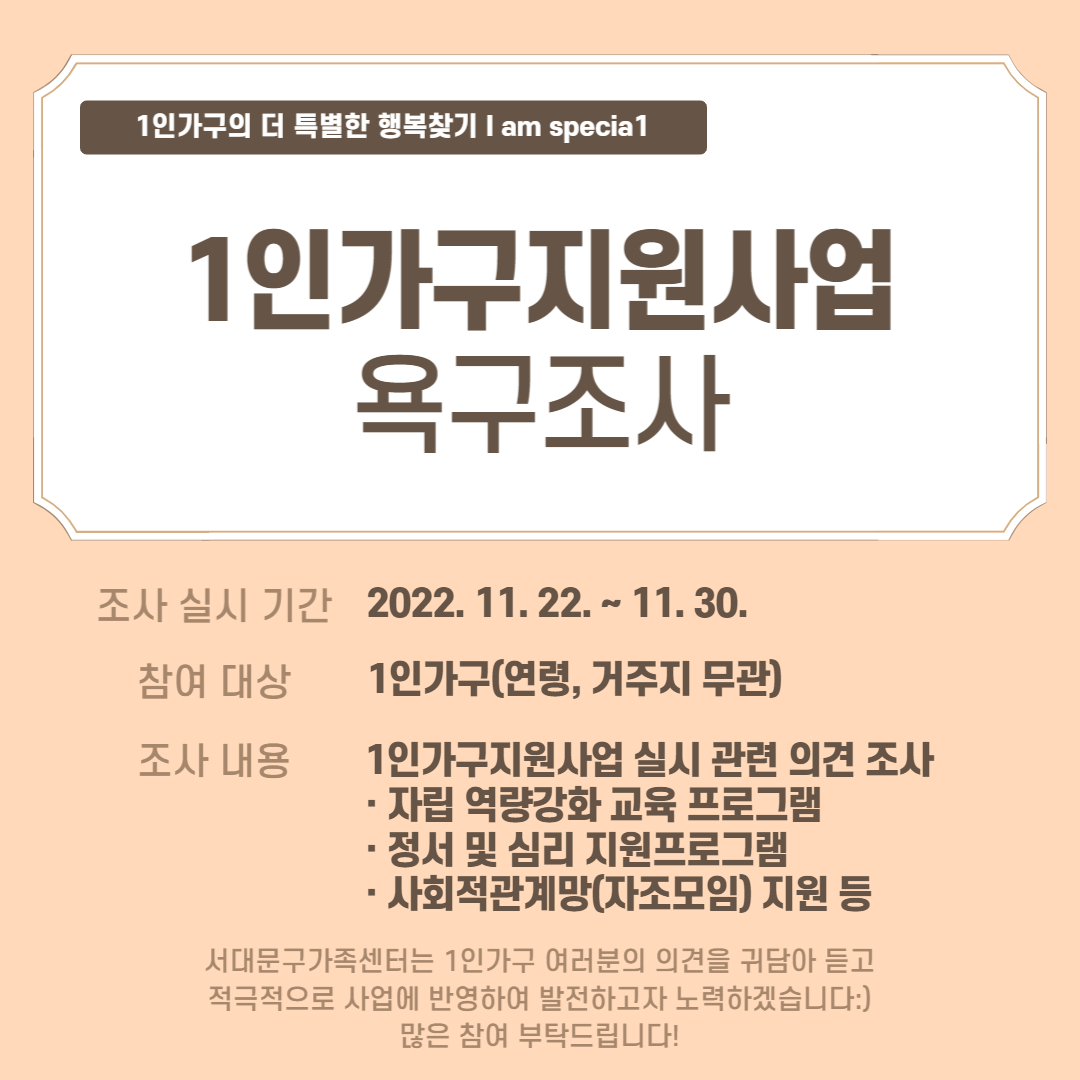 1인가구의 더 특별한 행복찾기 I am specia1
1인가구지원사업
욕구조사
조사 실시 기간 2022. 11. 22. ~ 11. 30.
참여 대상 1인가구(연령, 거주지 무관)
조사 내용 1인가구지원사업 실시 관련 의견 조사
· 자립 역량강화 교육 프로그램
· 정서 및 심리 지원프로그램
· 사회적관계망(자조모임) 지원 등
서대문구가족센터는 1인가구 여러분의 의견을 귀담아 듣고
적극적으로 사업에 반영하여 발전하고자 노력하겠습니다:)
많은 참여 부탁드립니다!